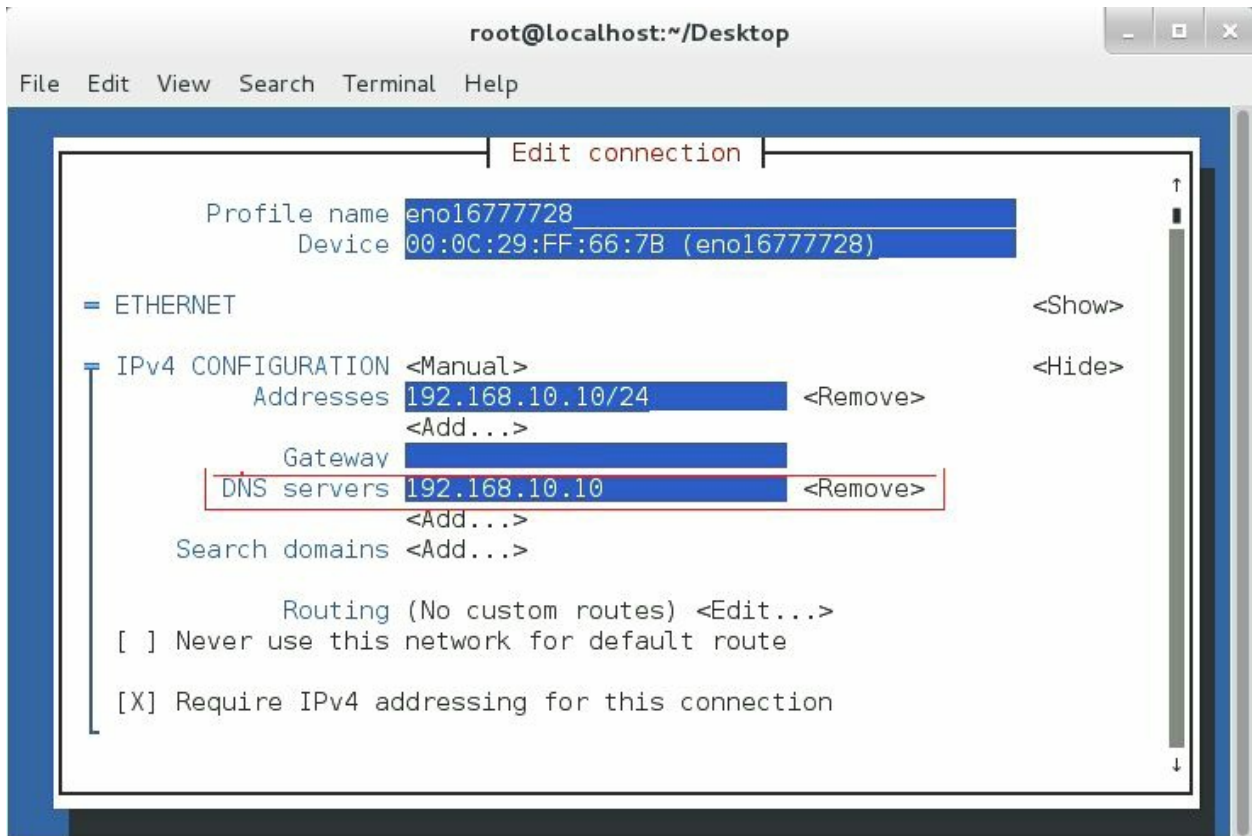 root@localhost:~/Desktop
File Edit View Search Terminal Help
Edit connection
Profile name eno16777728
Device 00:0C:29:FF:66:7B (eno16777728)
ETHERNET <Show>
IPv4 CONFIGURATION <Manual> <Hide>
Addresses 192.168.10.10/24 <Remove>
<Add...>
Gateway
DNS servers 192.168.10.10 <Remove>
<Add...>
Search domains <Add...>
Routing (No custom routes) <Edit...>
[ ] Never use this network for default route
[X] Require IPv4 addressing for this connection